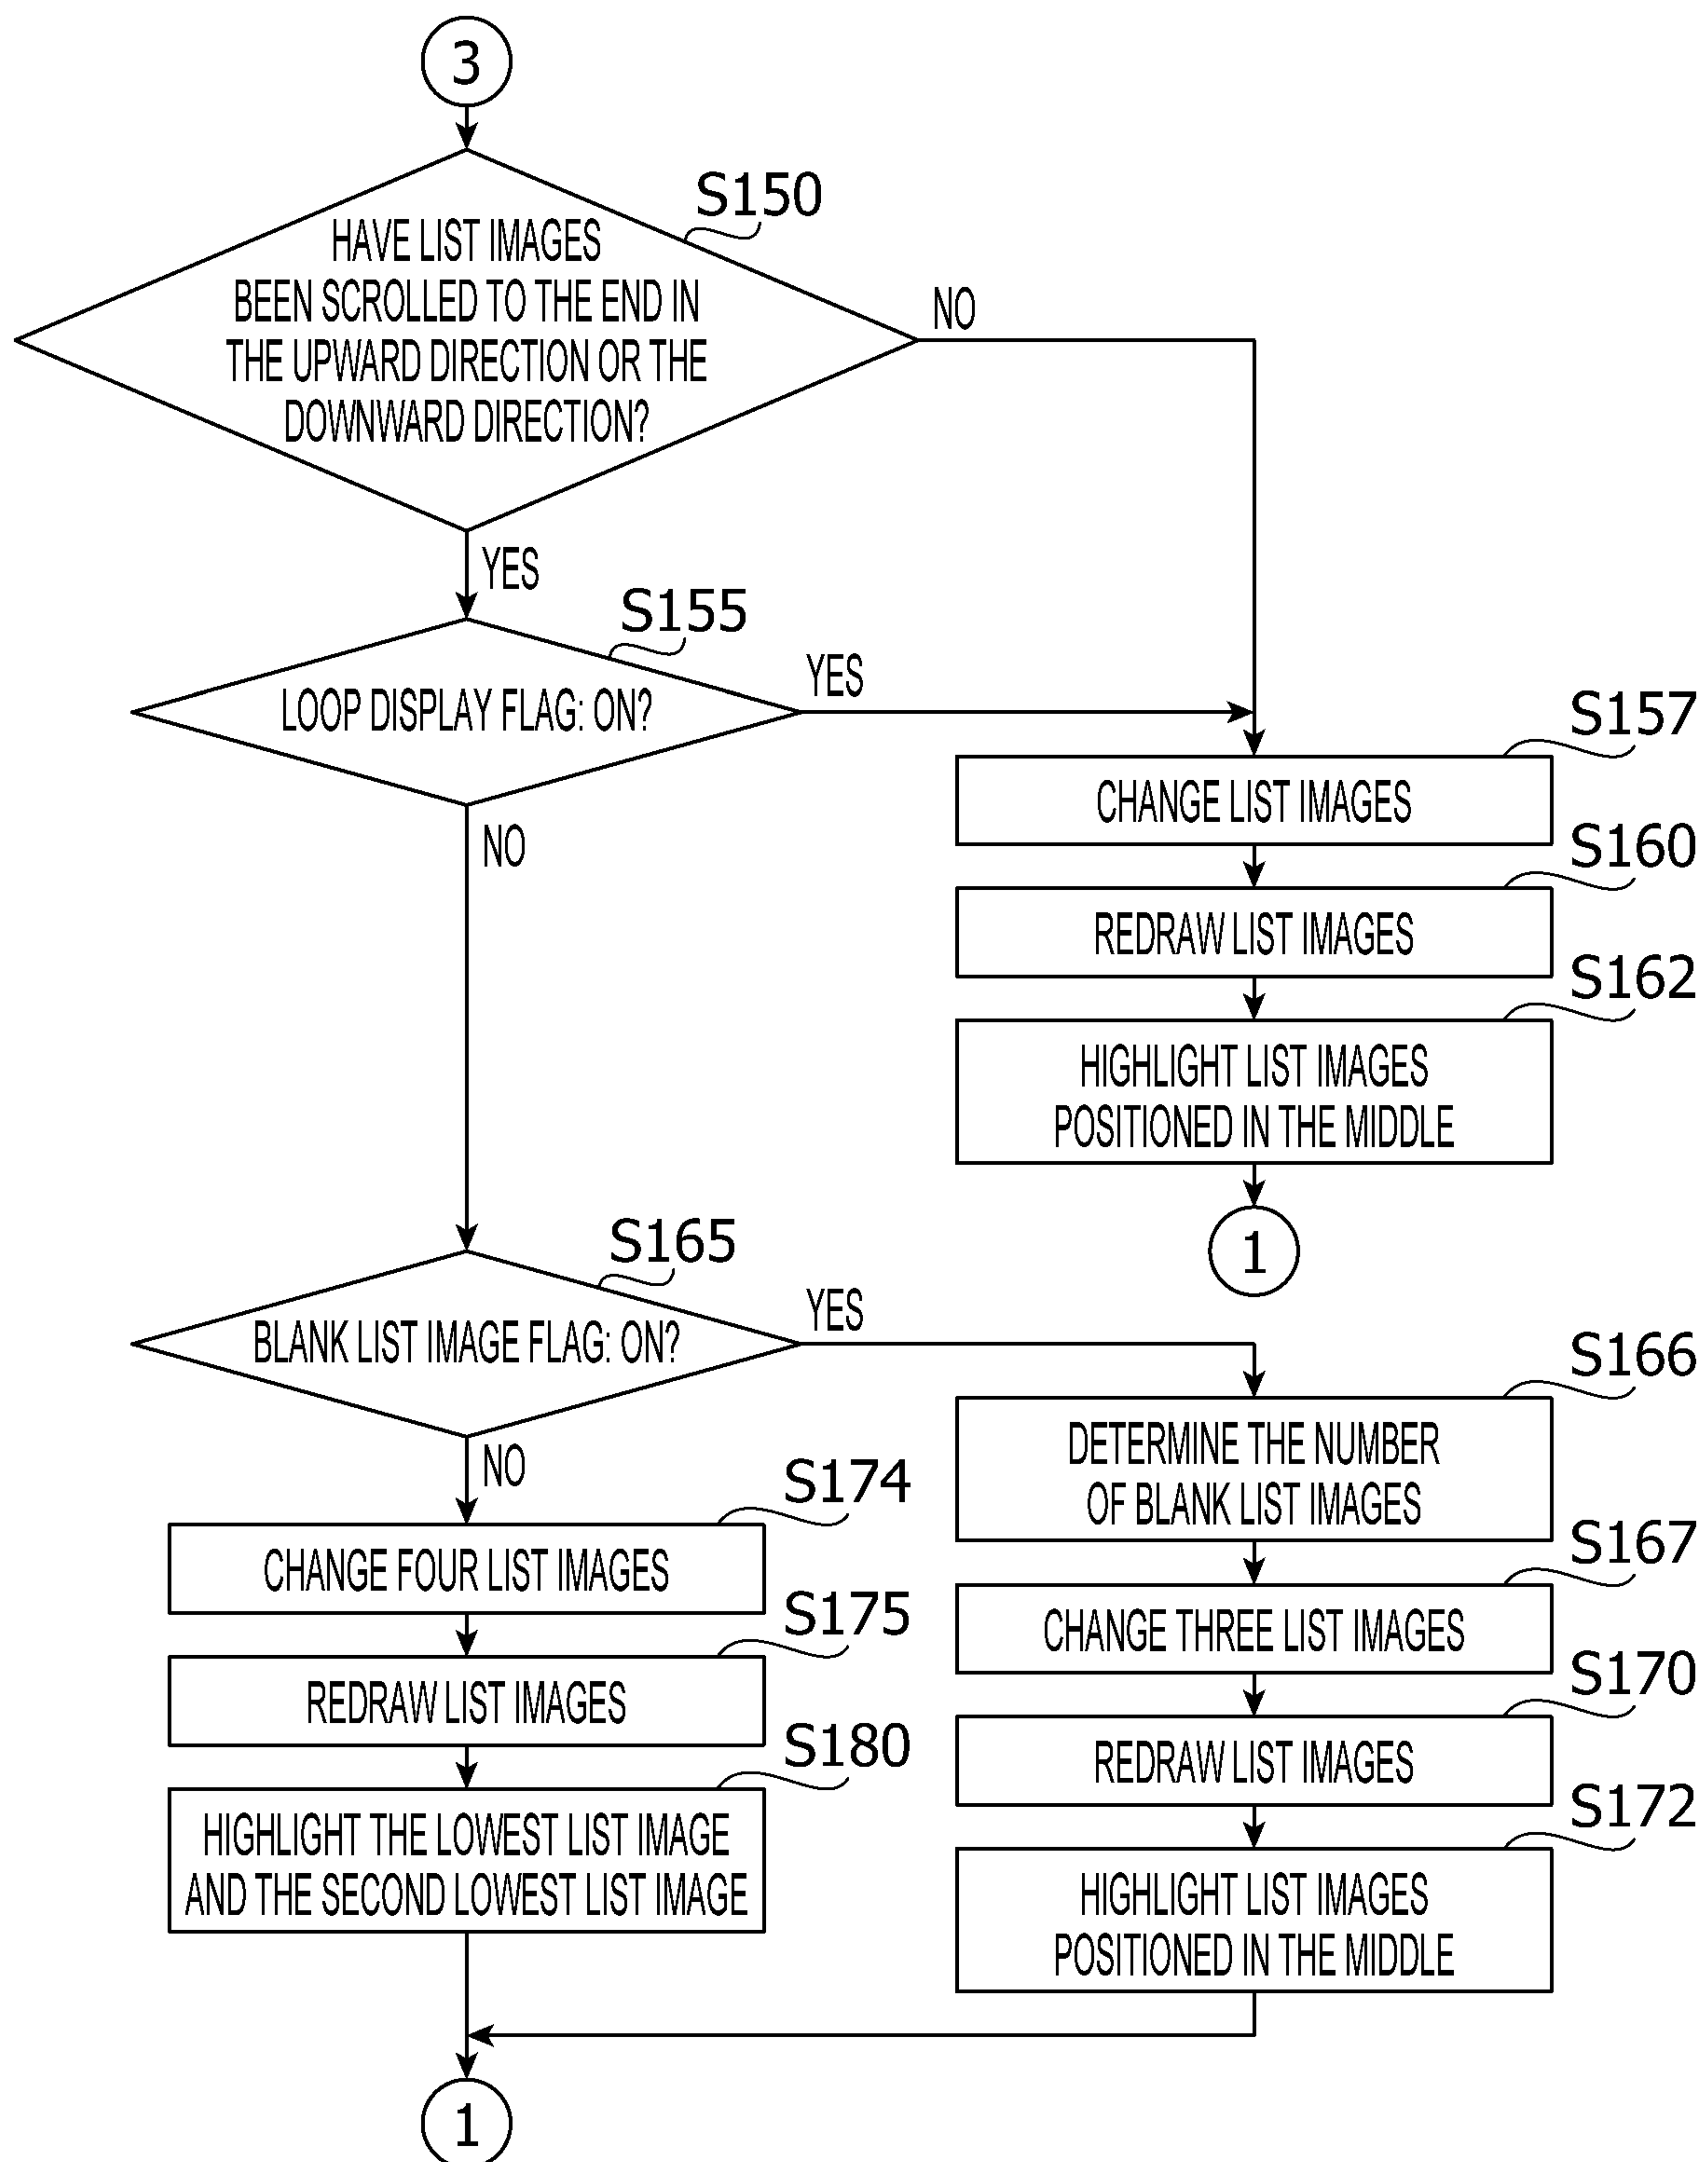 3
S150
HAVE LIST IMAGES
BEEN SCROLLED TO THE END IN
THE UPWARD DIRECTION OR THE
DOWNWARD DIRECTION?
NO
YES
S155
LOOP DISPLAY FLAG: ON?
YES
NO
S157
CHANGE LIST IMAGES
S160
REDRAW LIST IMAGES
S162
HIGHLIGHT LIST IMAGES
POSITIONED IN THE MIDDLE
1
S165
BLANK LIST IMAGE FLAG: ON?
YES
NO
S166
DETERMINE THE NUMBER
OF BLANK LIST IMAGES
S167
CHANGE THREE LIST IMAGES
S170
REDRAW LIST IMAGES
S172
HIGHLIGHT LIST IMAGES
POSITIONED IN THE MIDDLE
S174
CHANGE FOUR LIST IMAGES
S175
REDRAW LIST IMAGES
S180
HIGHLIGHT THE LOWEST LIST IMAGE
AND THE SECOND LOWEST LIST IMAGE
1